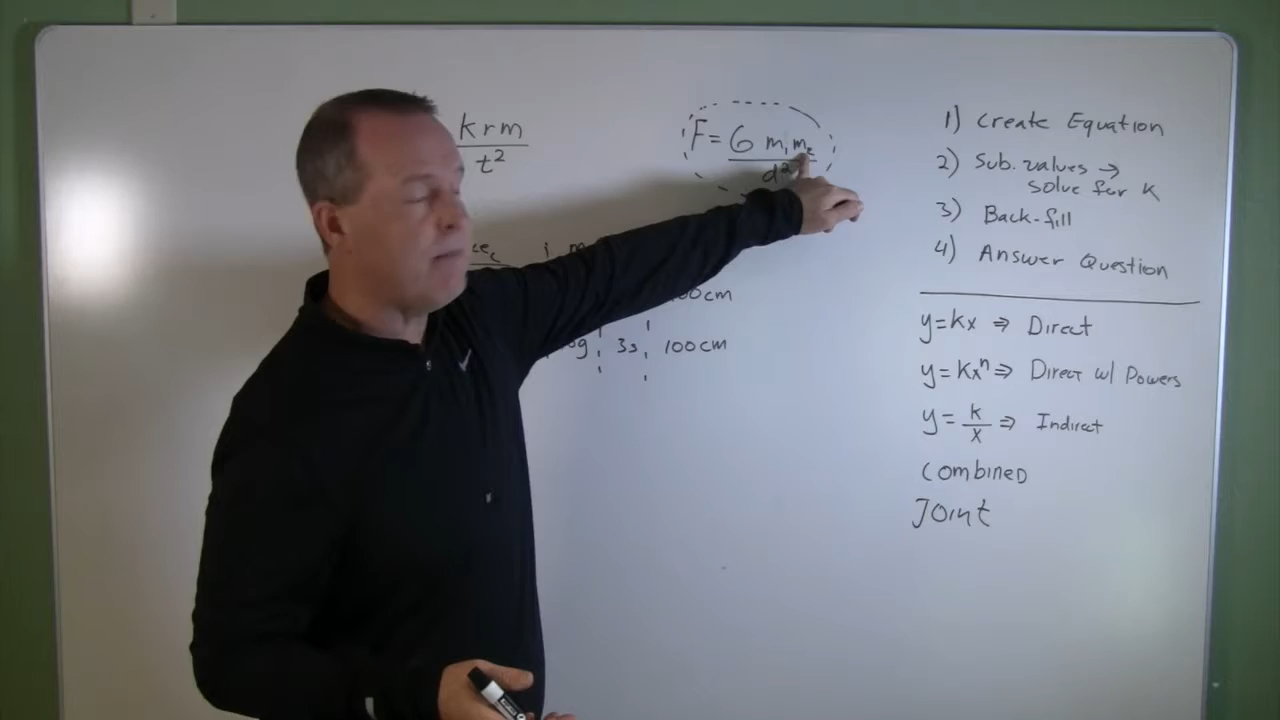 krm
t²
F = G m₁m₂
d²
100cm
3s 100cm
1) Create Equation
2) Sub. values →
solve for K
3) Back-fill
4) Answer Question
y=kx ⇒ Direct
y=kxⁿ ⇒ Direct w/ Powers
y= k/x ⇒ Indirect
Combined
Joint